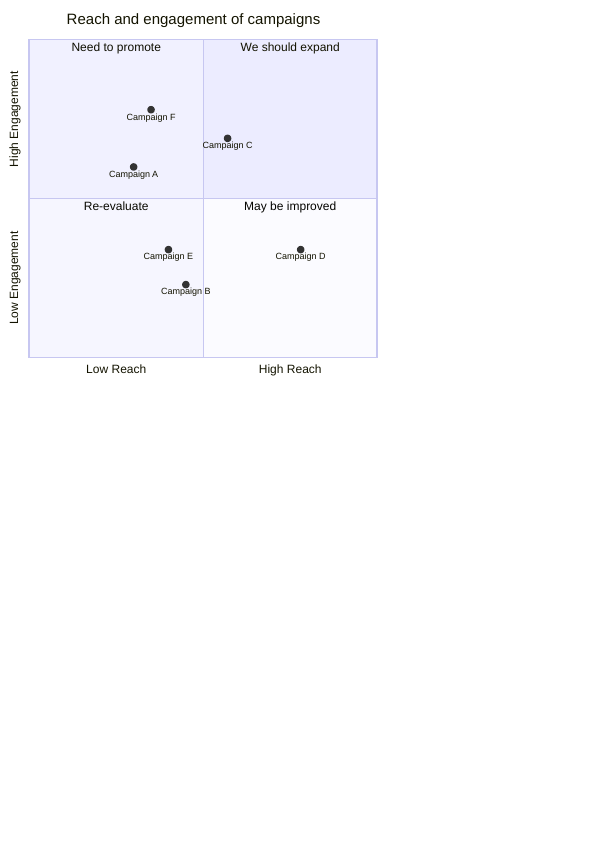 Reach and engagement of campaigns
Need to promote
We should expand
High Engagement
Campaign F
Campaign C
Campaign A
Re-evaluate
May be improved
Low Engagement
Campaign E
Campaign D
Campaign B
Low Reach
High Reach